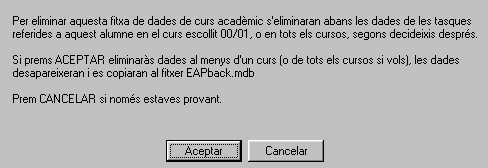 Per eliminar aquesta fitxa de dades de curs acadèmic s'eliminaran abans les dades de les tasques
referides a aquest alumne en el curs escollit 00/01, o en tots els cursos, segons decideixis després.
Si prems ACEPTAR eliminaràs dades al menys d'un curs (o de tots els cursos si vols), les dades
desapareixeran i es copiaran al fitxer EAPback.mdb
Prem CANCELAR si només estaves provant.
Aceptar
Cancelar